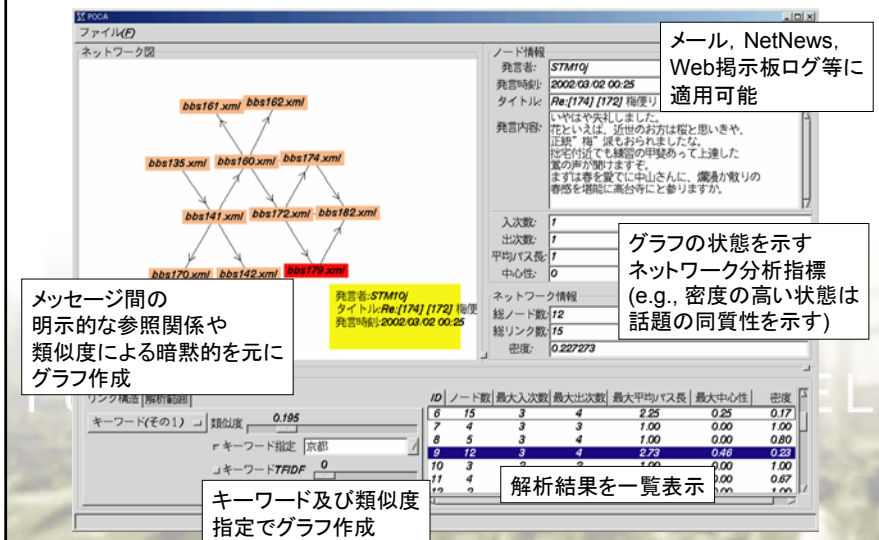 POCA
ファイル(F)
ネットワーク図
bbs161.xml
bbs162.xml
bbs135.xml
bbs160.xml
bbs174.xml
bbs141.xml
bbs172.xml
bbs182.xml
bbs170.xml
bbs142.xml
bbs179.xml
発言者:STM10j
タイトル:Re:[174] [172] 梅便
発言時刻:2002/03/02 00:25
ノード情報
発言者: STM10j
発言時刻: 2002/03/02 00:25
タイトル: Re:[174] [172] 梅便り
発言内容:
いやはや失礼しました。
花といえば、近世のお方は桜と思いきや、
正統”梅”派もおられましたな。
拙宅付近でも練習の甲斐あって上達した
鶯の声が聞けますぞ。
まずは春を愛でに中山さんに、爛漫か散りの
春感を堪能に高台寺にと参りますか。
入次数: 1
出次数: 1
平均パス長: 1
中心性: 0
ネットワーク情報
総ノード数: 12
総リンク数: 15
密度: 0.227273
メール，NetNews，
Web掲示板ログ等に
適用可能
グラフの状態を示す
ネットワーク分析指標
(e.g., 密度の高い状態は
話題の同質性を示す)
メッセージ間の
明示的な参照関係や
類似度による暗黙的を元に
グラフ作成
リンク構造 解析範囲
キーワード(その1) 類似度 0.195
キーワード指定 京都
キーワードTFIDF 0
キーワード及び類似度
指定でグラフ作成
ID ノード数 最大入次数 最大出次数 最大平均パス長 最大中心性 密度
6 15 3 4 2.25 0.25 0.17
7 4 3 3 1.00 0.00 1.00
8 5 3 4 1.00 0.00 0.80
9 12 3 4 2.73 0.46 0.23
10 3 1.00 0.00 1.00
11 4 0.00 0.67
1.00
解析結果を一覧表示